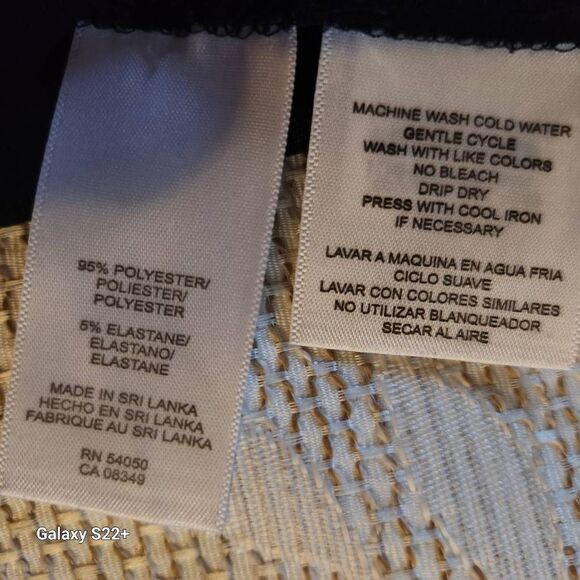 95% POLYESTER/
POLIESTER/
POLYESTER
5% ELASTANE/
ELASTANO/
ELASTANE
MADE IN SRI LANKA
HECHO EN SRI LANKA
FABRIQUE AU SRI LANKA
RN 54050
CA 08349
MACHINE WASH COLD WATER
GENTLE CYCLE
WASH WITH LIKE COLORS
NO BLEACH
DRIP DRY
PRESS WITH COOL IRON
IF NECESSARY
LAVAR A MAQUINA EN AGUA FRIA
CICLO SUAVE
LAVAR CON COLORES SIMILARES
NO UTILIZAR BLANQUEADOR
SECAR AL AIRE
Galaxy S22+